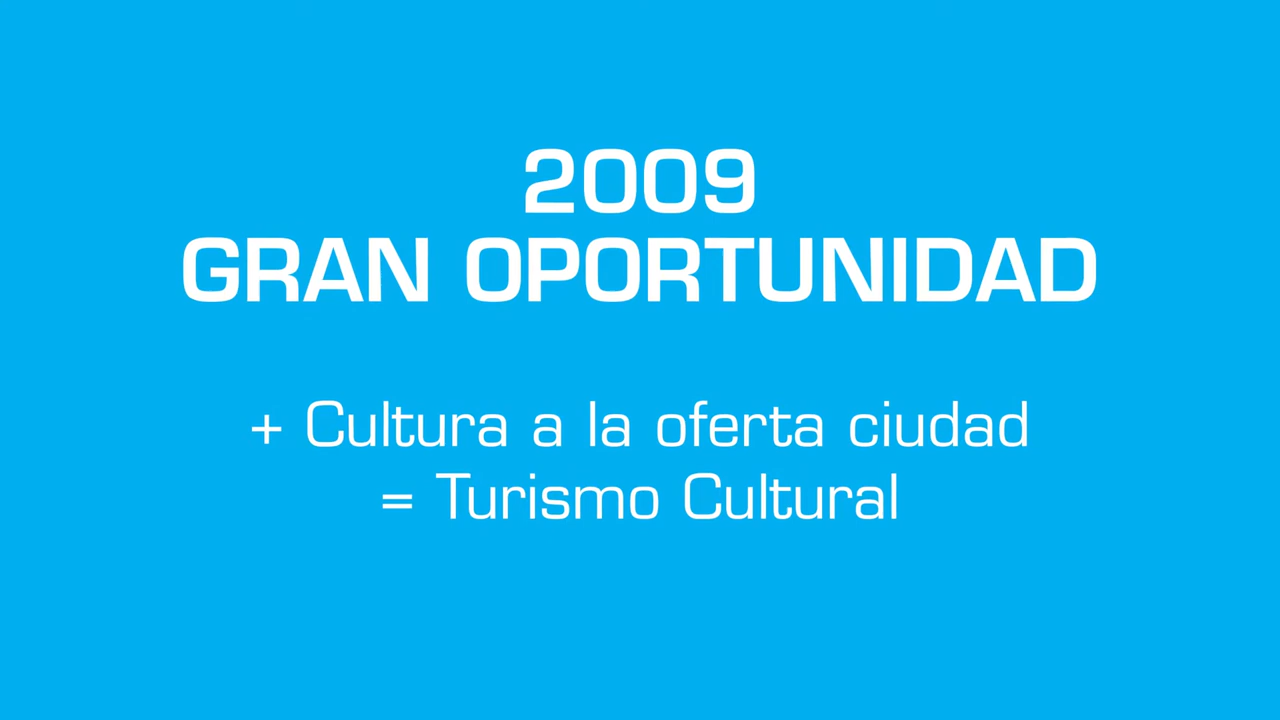 2009
GRAN OPORTUNIDAD
+ Cultura a la oferta ciudad
= Turismo Cultural